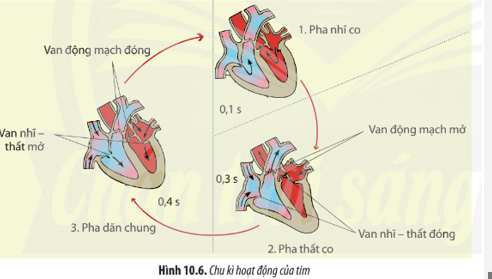 1. Pha nhĩ co
Van động mạch đóng
0,1 s
Van nhĩ –
thất mở
Van động mạch mở
0,3 s
0,4 s
3. Pha dãn chung
Van nhĩ – thất đóng
2. Pha thất co
Hình 10.6. Chu kì hoạt động của tim